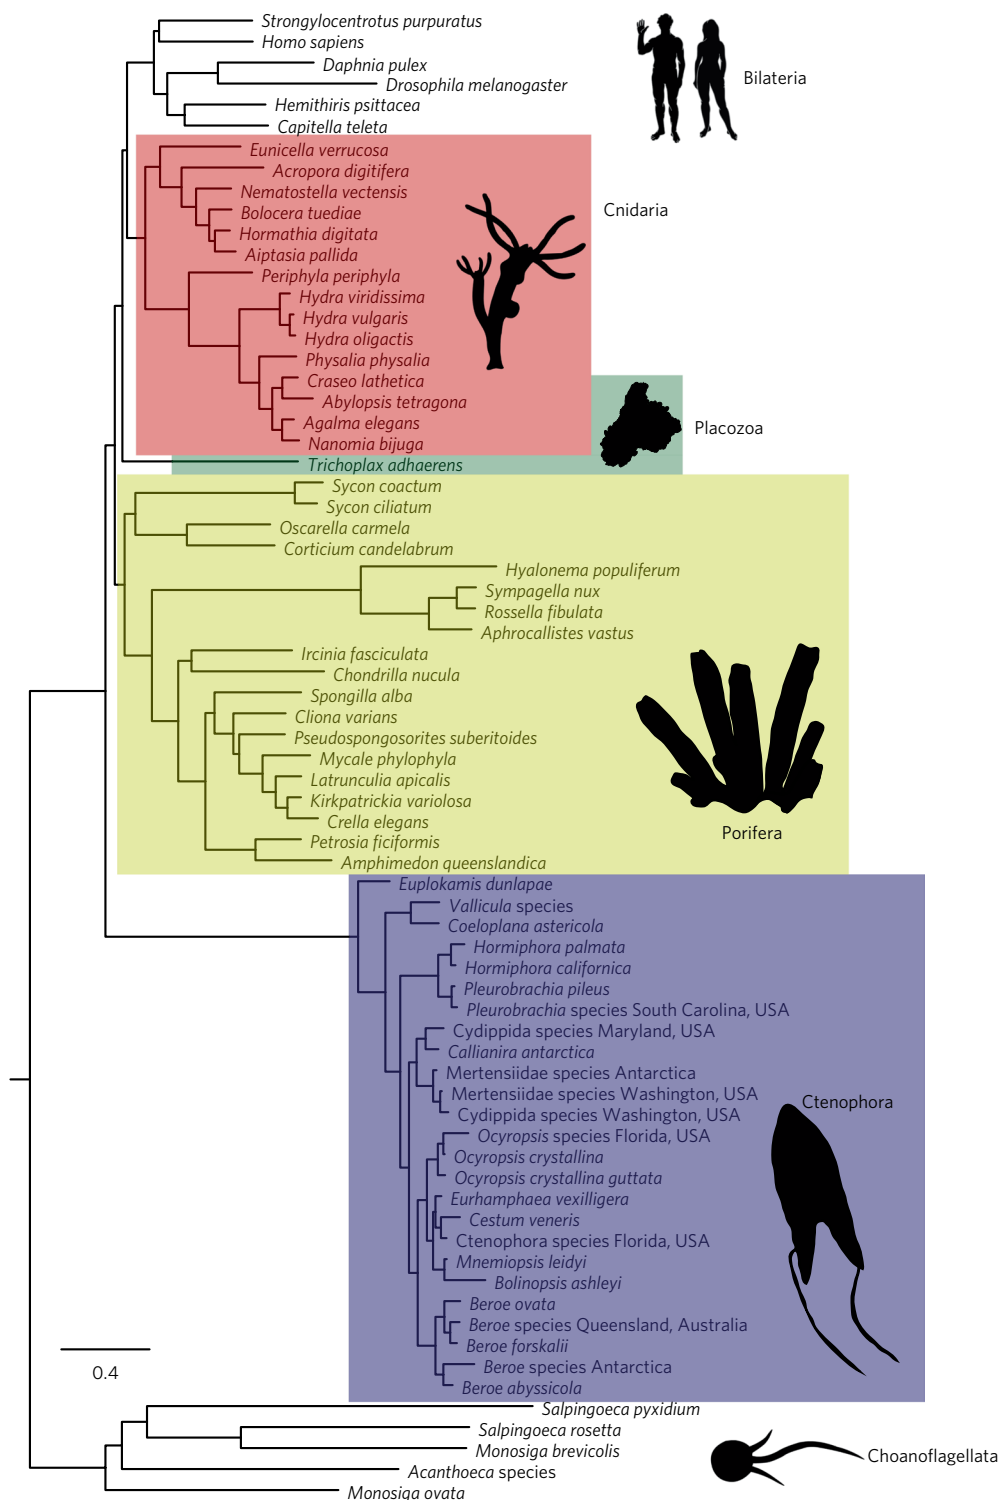 Strongylocentrotus purpuratus
Homo sapiens
Daphnia pulex
Bilateria
Drosophila melanogaster
Hemithiris psittacea
Capitella teleta
Eunicella verrucosa
Acropora digitifera
Nematostella vectensis
Cnidaria
Bolocera tuediae
Hormathia digitata
Aiptasia pallida
Periphyla periphyla
Hydra viridissima
Hydra vulgaris
Hydra oligactis
Physalia physalia
Craseo lathetica
Abylopsis tetragona
Agalma elegans
Placozoa
Nanomia bijuga
Trichoplax adhaerens
Sycon coactum
Sycon ciliatum
Oscarella carmela
Corticium candelabrum
Hyalonema populiferum
Sympagella nux
Rossella fibulata
Aphrocallistes vastus
Ircinia fasciculata
Chondrilla nucula
Spongilla alba
Cliona varians
Pseudospongosorites suberitoides
Mycale phylophyla
Latrunculia apicalis
Kirkpatrickia variolosa
Crella elegans
Porifera
Petrosia ficiformis
Amphimedon queenslandica
Euplokamis dunlapae
Vallicula species
Coeloplana astericola
Hormiphora palmata
Hormiphora californica
Pleurobrachia pileus
Pleurobrachia species South Carolina, USA
Cydippida species Maryland, USA
Callianira antarctica
Mertensiidae species Antarctica
Mertensiidae species Washington, USA
Ctenophora
Cydippida species Washington, USA
Ocyropsis species Florida, USA
Ocyropsis crystallina
Ocyropsis crystallina guttata
Eurhamphaea vexilligera
Cestum veneris
Ctenophora species Florida, USA
Mnemiopsis leidyi
Bolinopsis ashleyi
Beroe ovata
Beroe species Queensland, Australia
Beroe forskalii
Beroe species Antarctica
0.4
Beroe abyssicola
Salpingoeca pyxidium
Salpingoeca rosetta
Monosiga brevicolis
Choanoflagellata
Acanthoeca species
Monosiga ovata